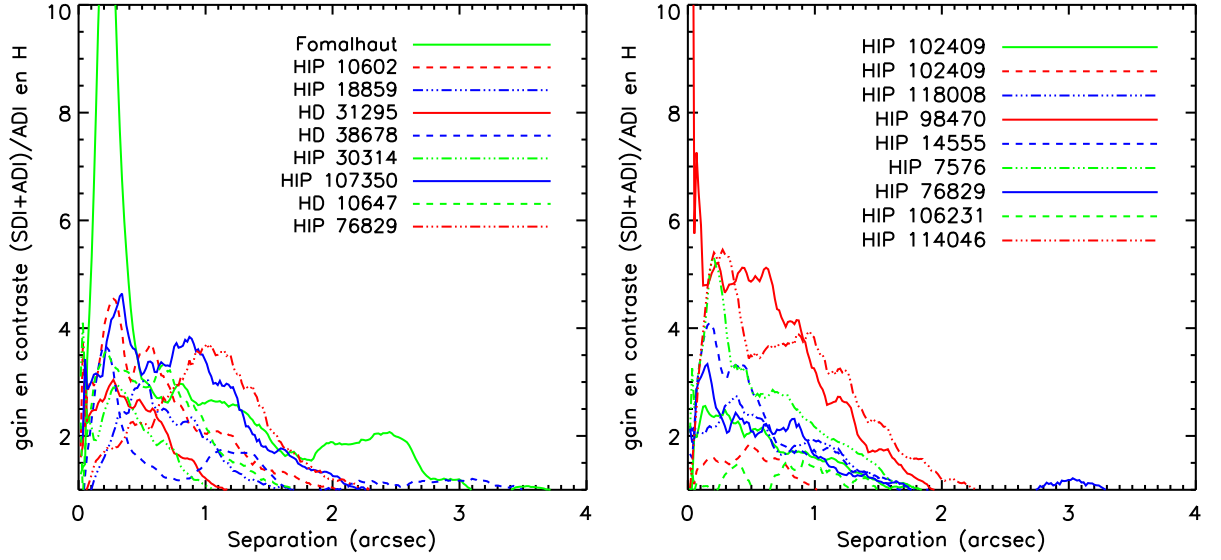 gain en contraste (SDI+ADI)/ADI en H
10
8
6
4
2
0
1
2
3
4
Separation (arcsec)
Fomalhaut
HIP 10602
HIP 18859
HD 31295
HD 38678
HIP 30314
HIP 107350
HD 10647
HIP 76829
gain en contraste (SDI+ADI)/ADI en H
10
8
6
4
2
0
1
2
3
4
Separation (arcsec)
HIP 102409
HIP 102409
HIP 118008
HIP 98470
HIP 14555
HIP 7576
HIP 76829
HIP 106231
HIP 114046